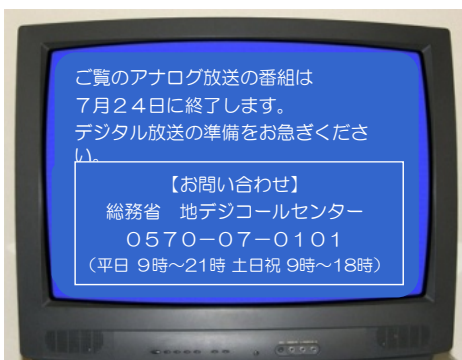 ご覧のアナログ放送の番組は
７月２４日に終了します。
デジタル放送の準備をお急ぎくださ
い。
【お問い合わせ】
総務省　地デジコールセンター
０５７０－０７－０１０１
（平日 9時～21時 土日祝 9時～18時）